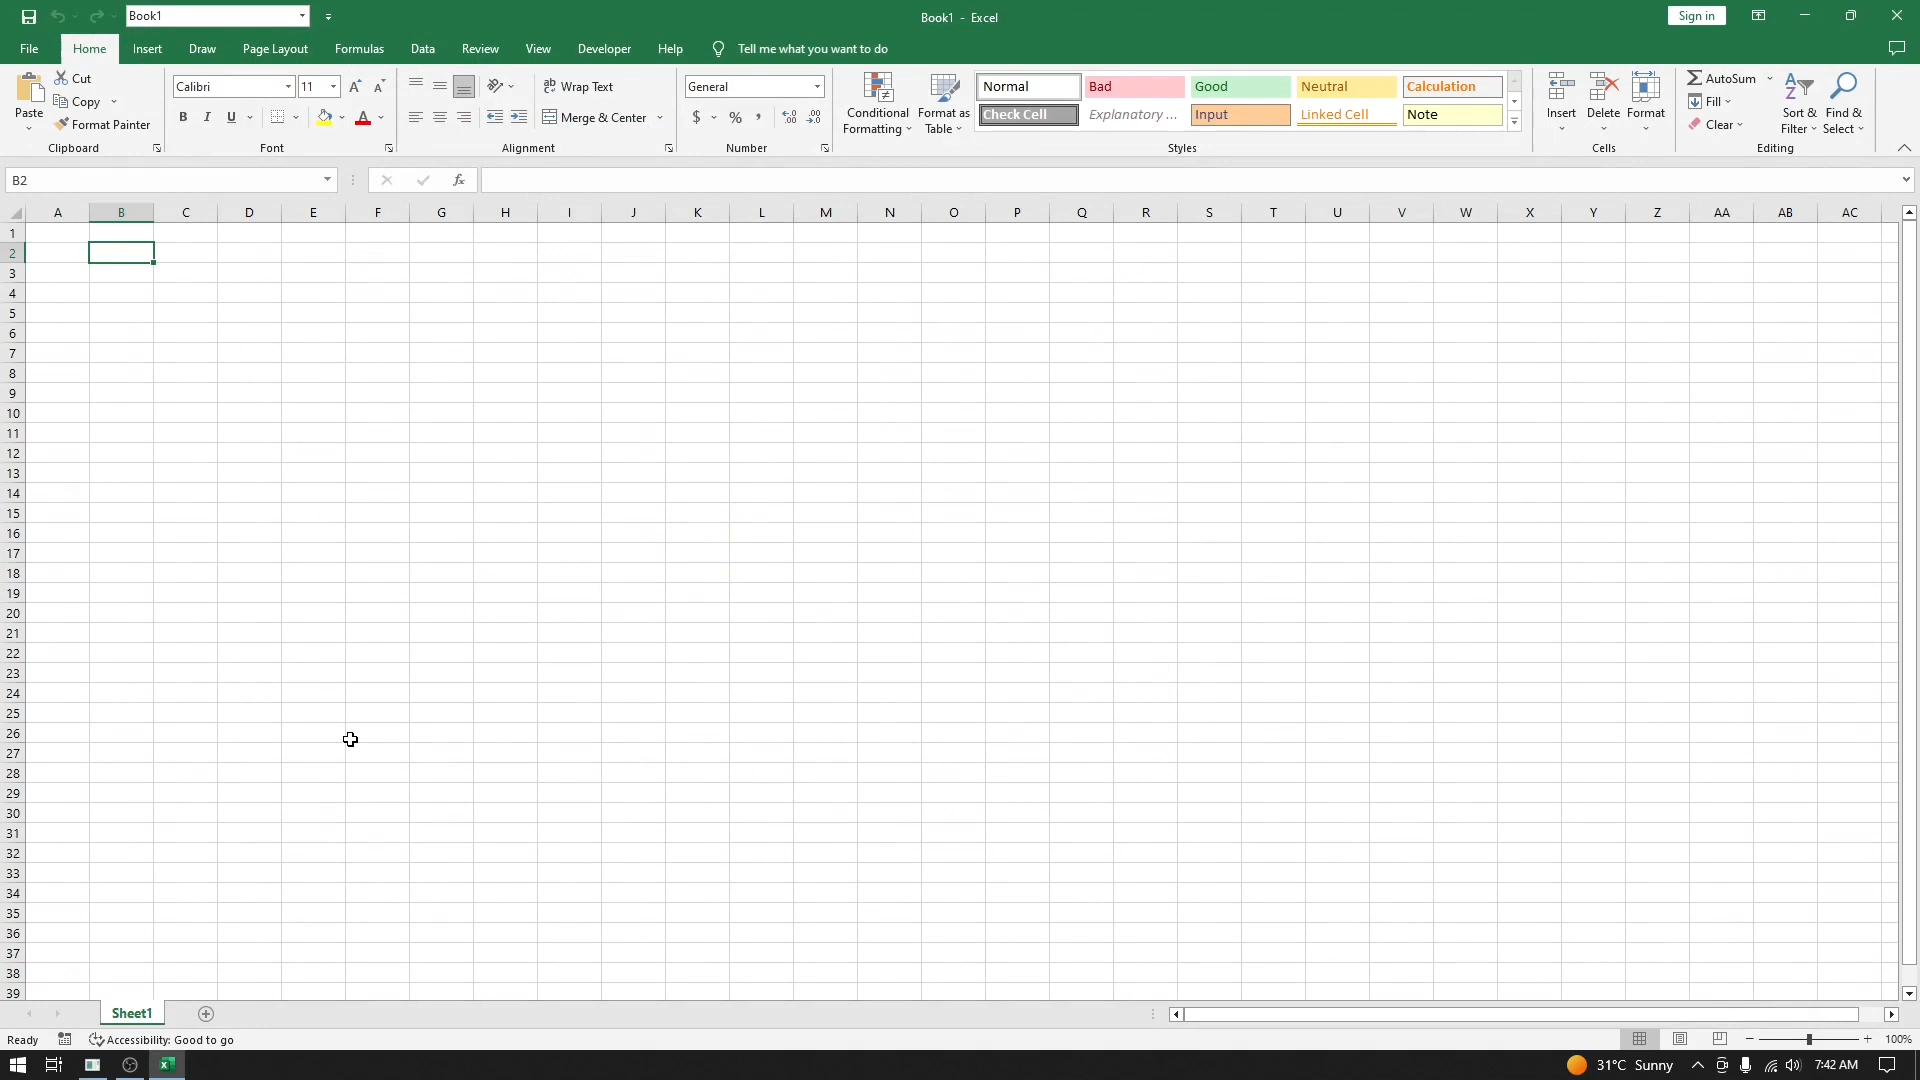 Book1
Book1 - Excel
Sign in
File Home Insert Draw Page Layout Formulas Data Review View Developer Help Tell me what you want to do
Paste
Cut
Copy
Format Painter
Clipboard
Calibri 11
B I U
Font
Wrap Text
Merge & Center
Alignment
General
$ % ,
Number
Conditional
Formatting
Format as
Table
Normal Bad Good Neutral Calculation
Check Cell Explanatory ... Input Linked Cell Note
Styles
Insert Delete Format
Cells
AutoSum
Fill
Clear
Sort &
Filter
Find &
Select
Editing
B2
fx
A B C D E F G H I J K L M N O P Q R S T U V W X Y Z AA AB AC
1
2
3
4
5
6
7
8
9
10
11
12
13
14
15
16
17
18
19
20
21
22
23
24
25
26
27
28
29
30
31
32
33
34
35
36
37
38
39
Sheet1
Ready
Accessibility: Good to go
100%
31°C Sunny
7:42 AM